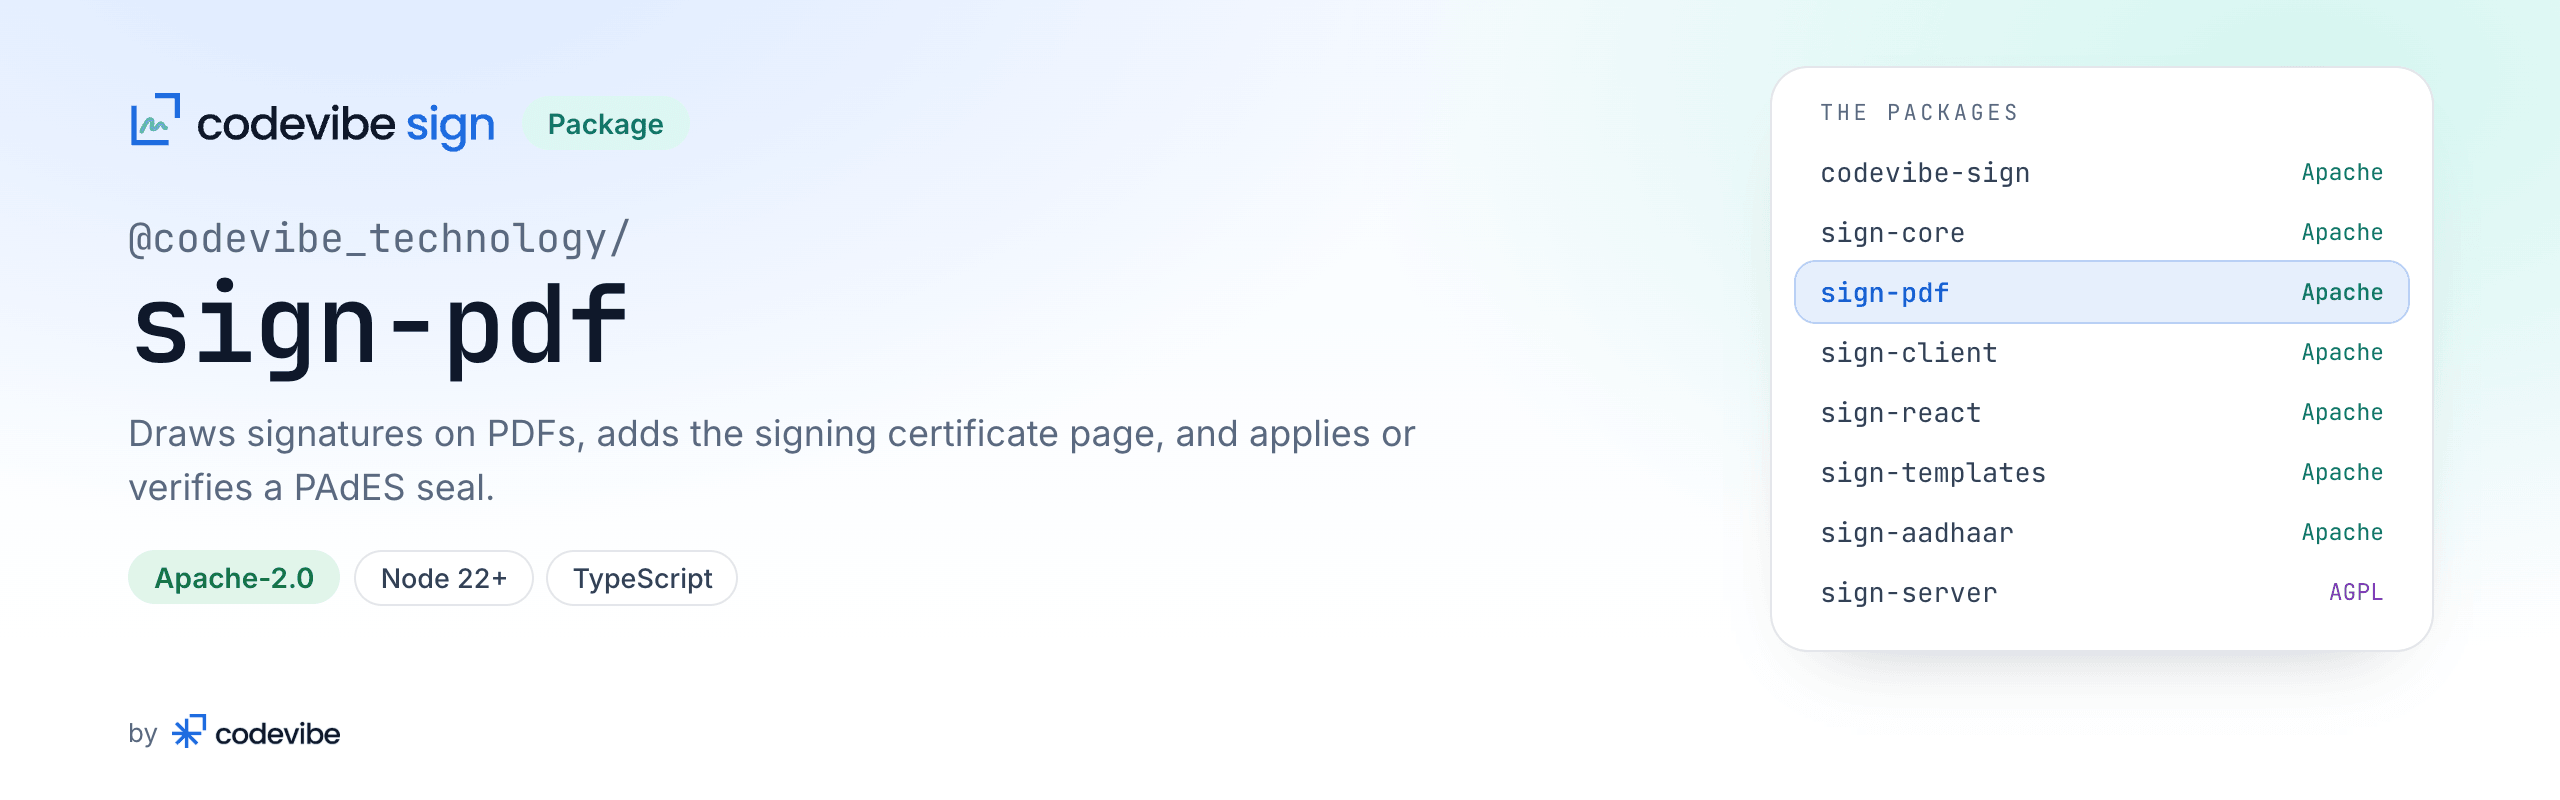 codevibe sign
Package
@codevibe_technology/
sign-pdf
Draws signatures on PDFs, adds the signing certificate page, and applies or
verifies a PAdES seal.
Apache-2.0
Node 22+
TypeScript
by codevibe
THE PACKAGES
codevibe-sign Apache
sign-core Apache
sign-pdf Apache
sign-client Apache
sign-react Apache
sign-templates Apache
sign-aadhaar Apache
sign-server AGPL